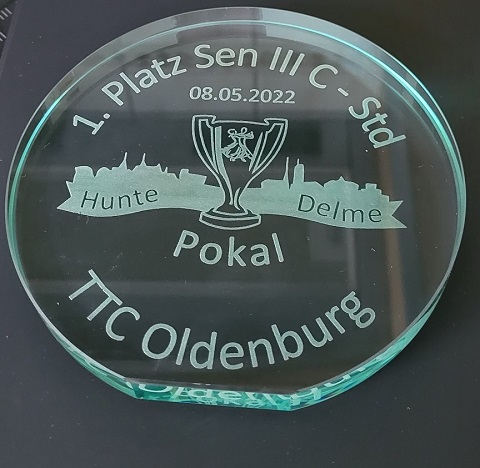 1. Platz Sen III C - Std
08.05.2022
Hunte Delme
Pokal
TTC Oldenburg